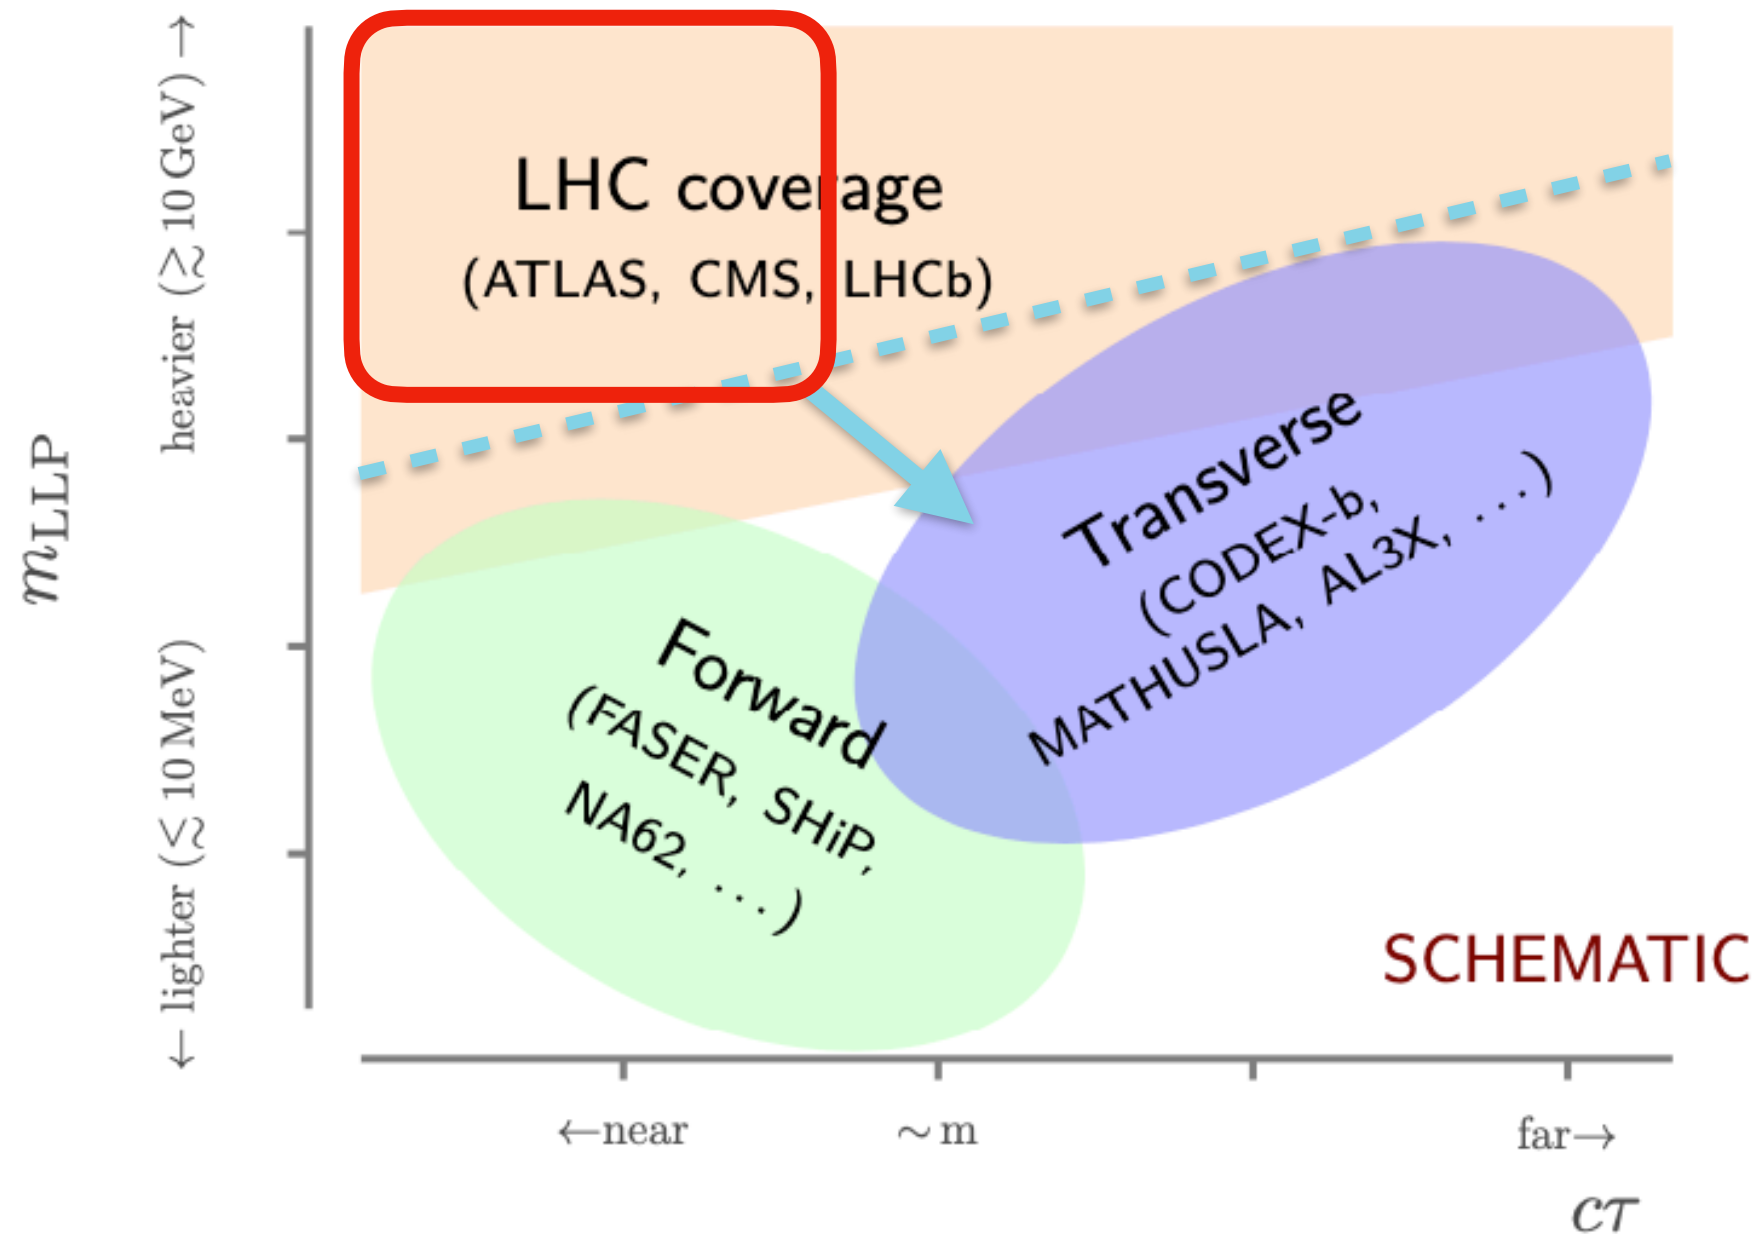 LHC coverage
(ATLAS, CMS, LHCb)
Transverse
(CODEX-b,
MATHUSLA, AL3X, ...)
Forward
(FASER, SHiP,
NA62, ...)
SCHEMATIC
m_LLP
heavier (≳ 10 GeV) →
← lighter (≲ 10 MeV)
←near
∼ m
far→
cτ